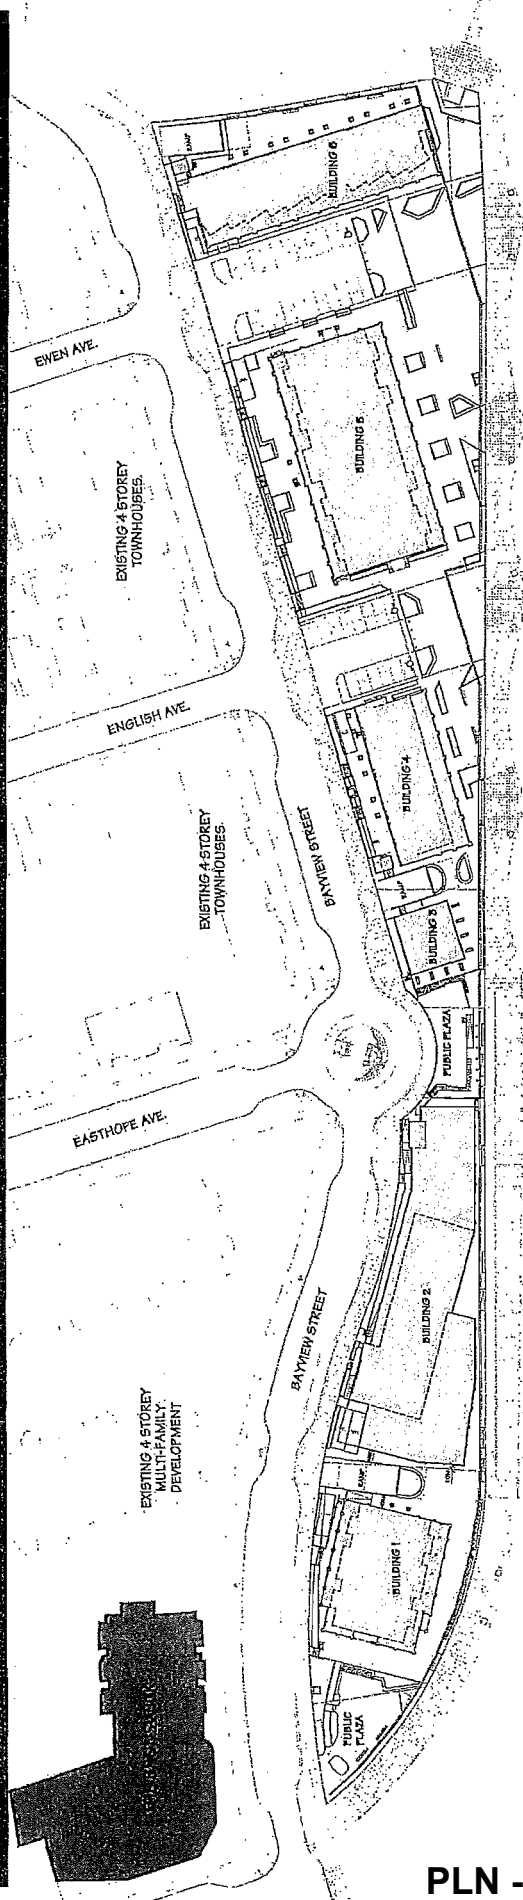 RAMP
BUILDING 6
EWEN AVE.
EXISTING 4 STOREY
TOWNHOUSES.
BUILDING 5
ENGLISH AVE.
EXISTING 4 STOREY
TOWNHOUSES
BAYVIEW STREET
BUILDING 4
RAMP
BUILDING 3
PUBLIC PLAZA
EASTHOPE AVE.
BUILDING 2
BAYVIEW STREET
EXISTING 4 STOREY
MULTI-FAMILY
DEVELOPMENT
RAMP
BUILDING 1
PUBLIC
PLAZA
PLN -